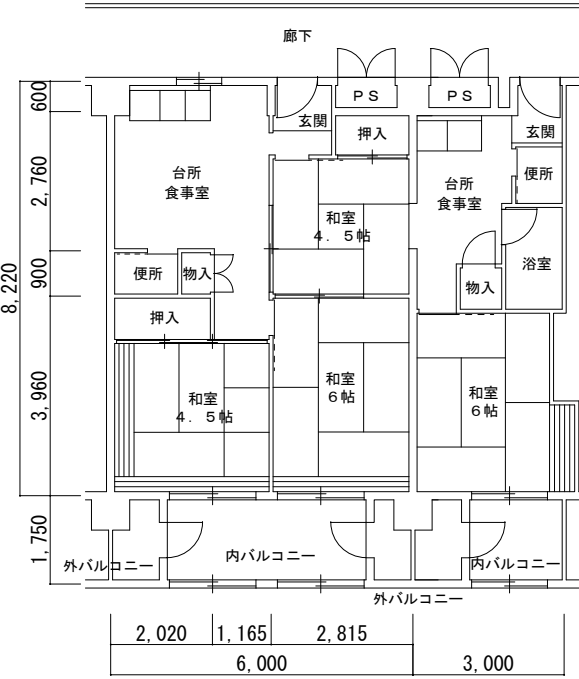 廊下
PS
PS
玄関
押入
玄関
台所
食事室
便所
台所
食事室
和室
4.5帖
浴室
便所
物入
物入
押入
和室
4.5帖
和室
6帖
和室
6帖
内バルコニー
外バルコニー
内バルコニー
外バルコニー
600
2,760
900
3,960
8,220
1,750
2,020
1,165
2,815
6,000
3,000